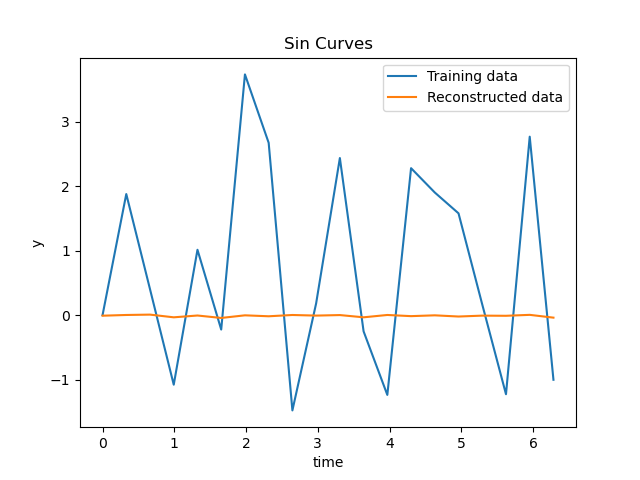 Sin Curves
Training data
Reconstructed data
y
3
2
1
0
−1
0 1 2 3 4 5 6
time